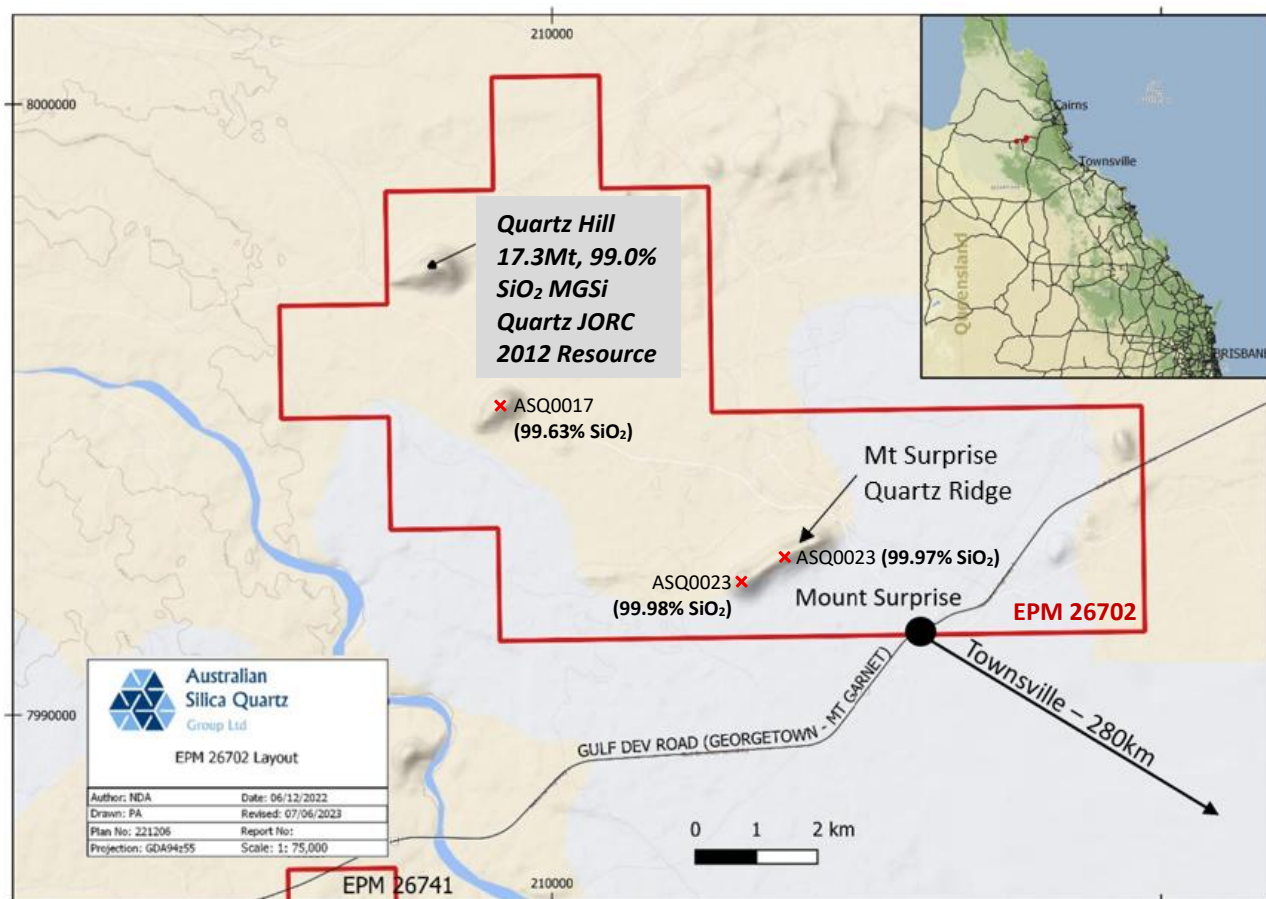 210000
8000000
Cairns
Townsville
Queensland
BRISBANE
Quartz Hill
17.3Mt, 99.0%
SiO₂ MGSi
Quartz JORC
2012 Resource
ASQ0017
(99.63% SiO₂)
Mt Surprise
Quartz Ridge
ASQ0023 (99.97% SiO₂)
ASQ0023
(99.98% SiO₂)
Mount Surprise
EPM 26702
Townsville – 280km
GULF DEV ROAD (GEORGETOWN - MT GARNET)
7990000
Australian
Silica Quartz
Group Ltd
EPM 26702 Layout
Author: NDA Date: 06/12/2022
Drawn: PA Revised: 07/06/2023
Plan No: 221206 Report No:
Projection: GDA94z55 Scale: 1: 75,000
0 1 2 km
EPM 26741
210000